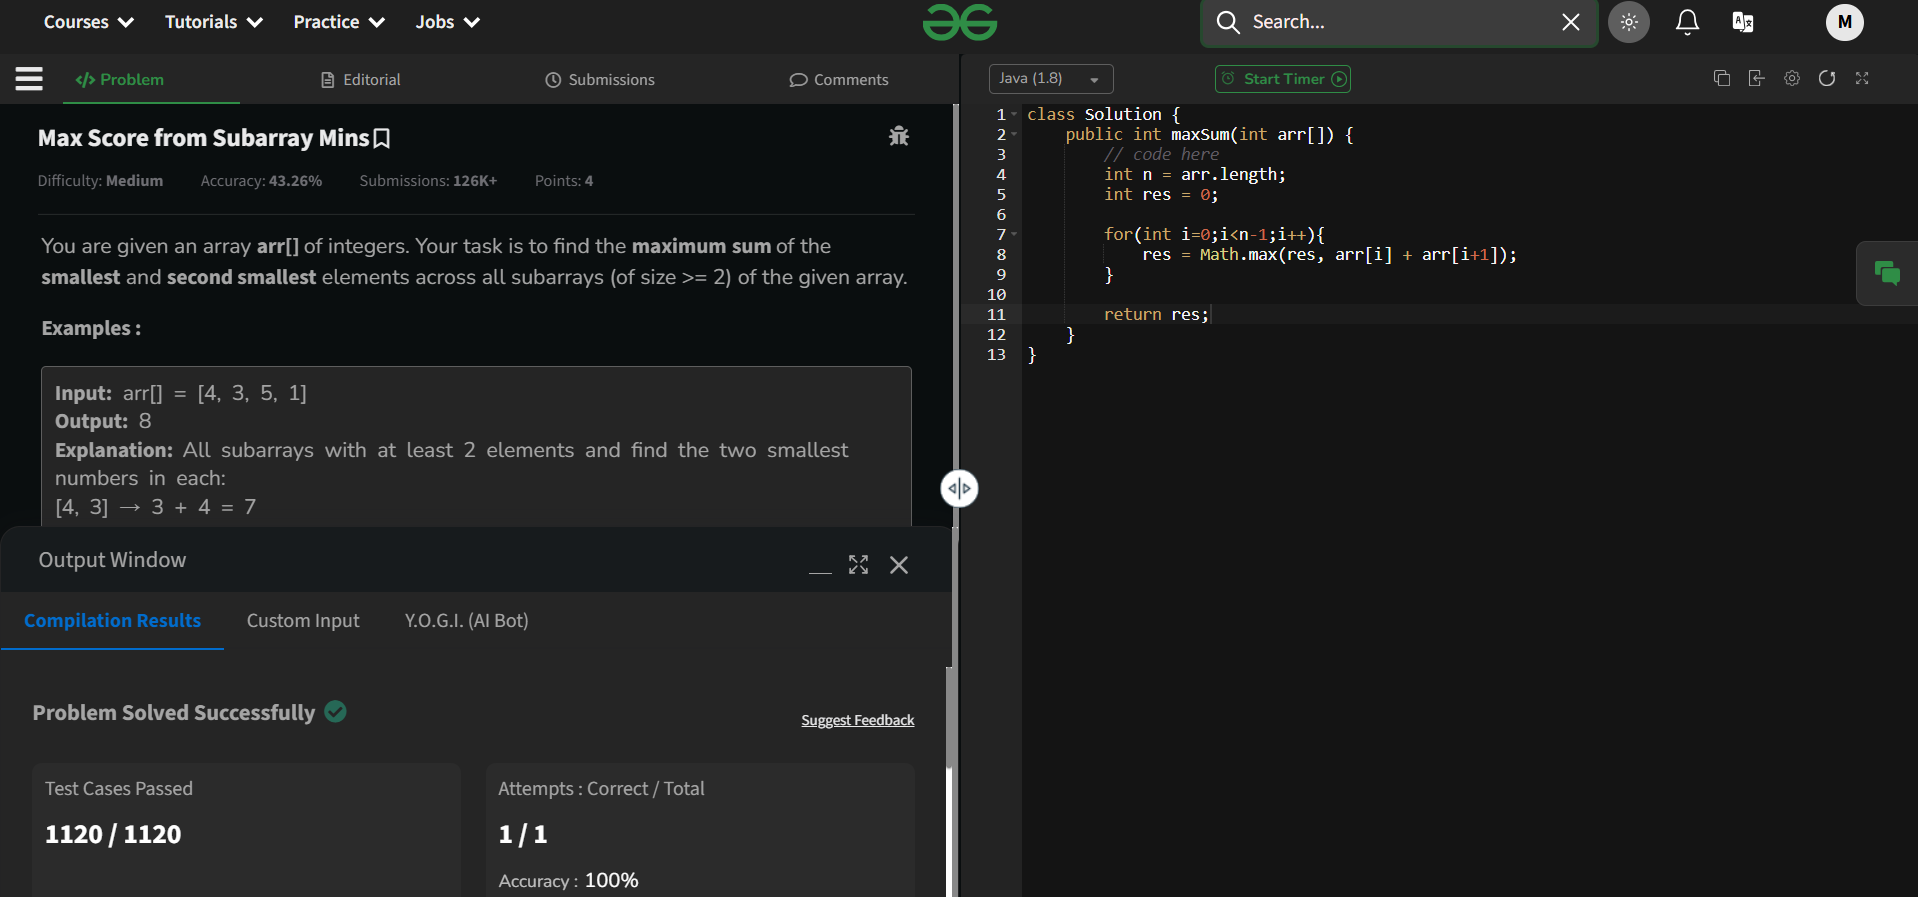 Courses Tutorials Practice Jobs Search... M
Problem Editorial Submissions Comments
Java (1.8) Start Timer
Max Score from Subarray Mins
Difficulty: Medium Accuracy: 43.26% Submissions: 126K+ Points: 4
You are given an array arr[] of integers. Your task is to find the maximum sum of the
smallest and second smallest elements across all subarrays (of size >= 2) of the given array.
Examples :
Input: arr[] = [4, 3, 5, 1]
Output: 8
Explanation: All subarrays with at least 2 elements and find the two smallest
numbers in each:
[4, 3] → 3 + 4 = 7
Output Window
Compilation Results Custom Input Y.O.G.I. (AI Bot)
Problem Solved Successfully
Suggest Feedback
Test Cases Passed
1120 / 1120
Attempts : Correct / Total
1 / 1
Accuracy : 100%
1 class Solution {
2     public int maxSum(int arr[]) {
3         // code here
4         int n = arr.length;
5         int res = 0;
6
7         for(int i=0;i<n-1;i++){
8             res = Math.max(res, arr[i] + arr[i+1]);
9         }
10
11         return res;
12     }
13 }